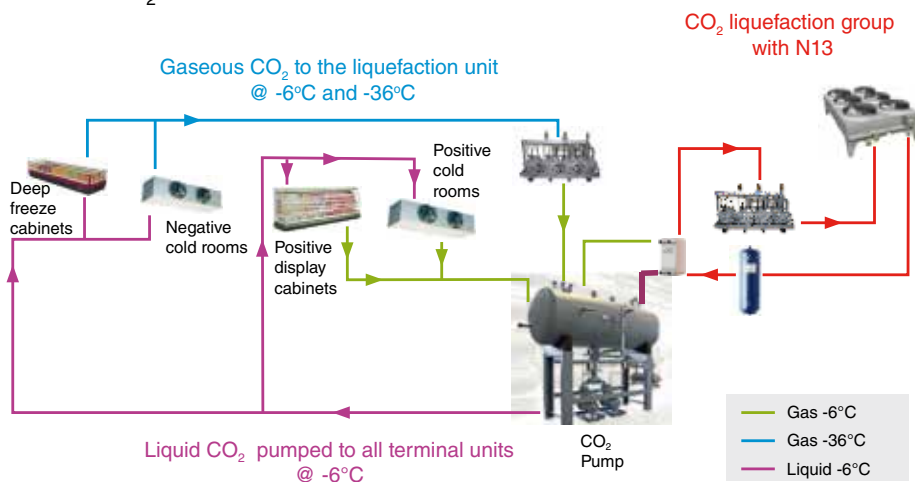 2
CO2 liquefaction group
with N13
Gaseous CO2 to the liquefaction unit
@ -6°C and -36°C
Deep
freeze
cabinets
Negative
cold rooms
Positive
cold
rooms
Positive
display
cabinets
Liquid CO2 pumped to all terminal units
@ -6°C
CO2
Pump
Gas -6°C
Gas -36°C
Liquid -6°C